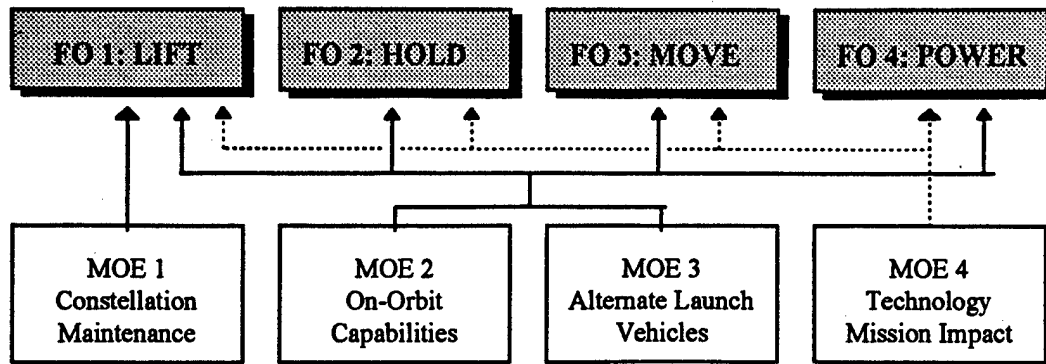 FO 1: LIFT
FO 2: HOLD
FO 3: MOVE
FO 4: POWER
MOE 1
Constellation
Maintenance
MOE 2
On-Orbit
Capabilities
MOE 3
Alternate Launch
Vehicles
MOE 4
Technology
Mission Impact